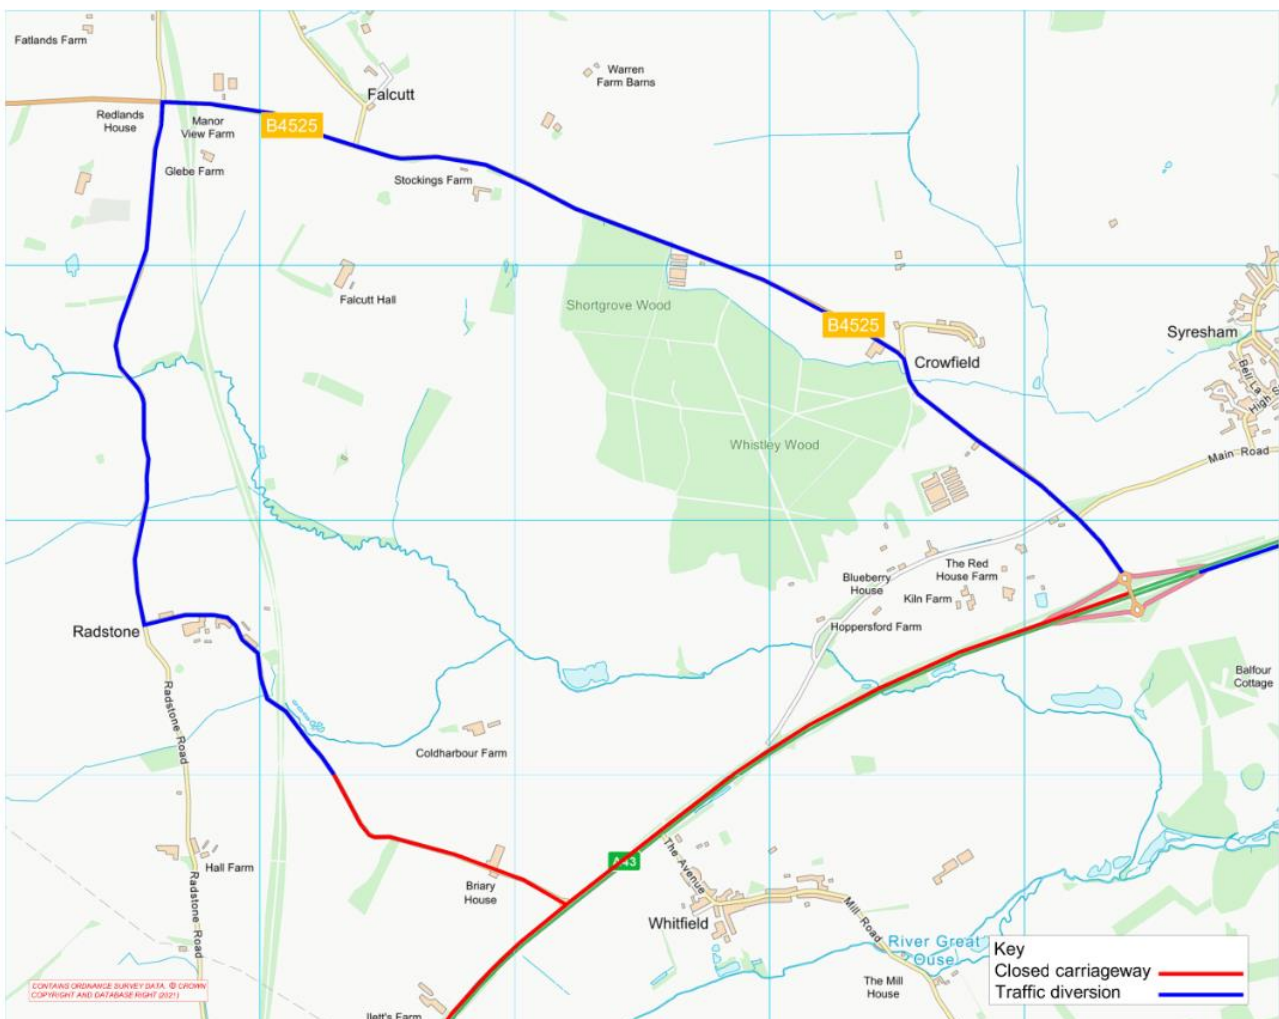 Fatlands Farm
Warren
Farm Barns
Falcutt
Redlands
House
Manor
View Farm
B4525
Glebe Farm
Stockings Farm
Falcutt Hall
Shortgrove Wood
B4525
Syresham
Crowfield
Bell La
High S
Whistley Wood
Main Road
The Red
House Farm
Blueberry
House
Kiln Farm
Hoppersford Farm
Radstone
Balfour
Cottage
Radstone Road
Coldharbour Farm
A43
The Avenue
Hall Farm
Radstone Road
Briary
House
Whitfield
Mill Road
River Great
Ouse
Key
Closed carriageway
Traffic diversion
The Mill
House
CONTAINS ORDNANCE SURVEY DATA. © CROWN
COPYRIGHT AND DATABASE RIGHT (2021)
Illett's Farm